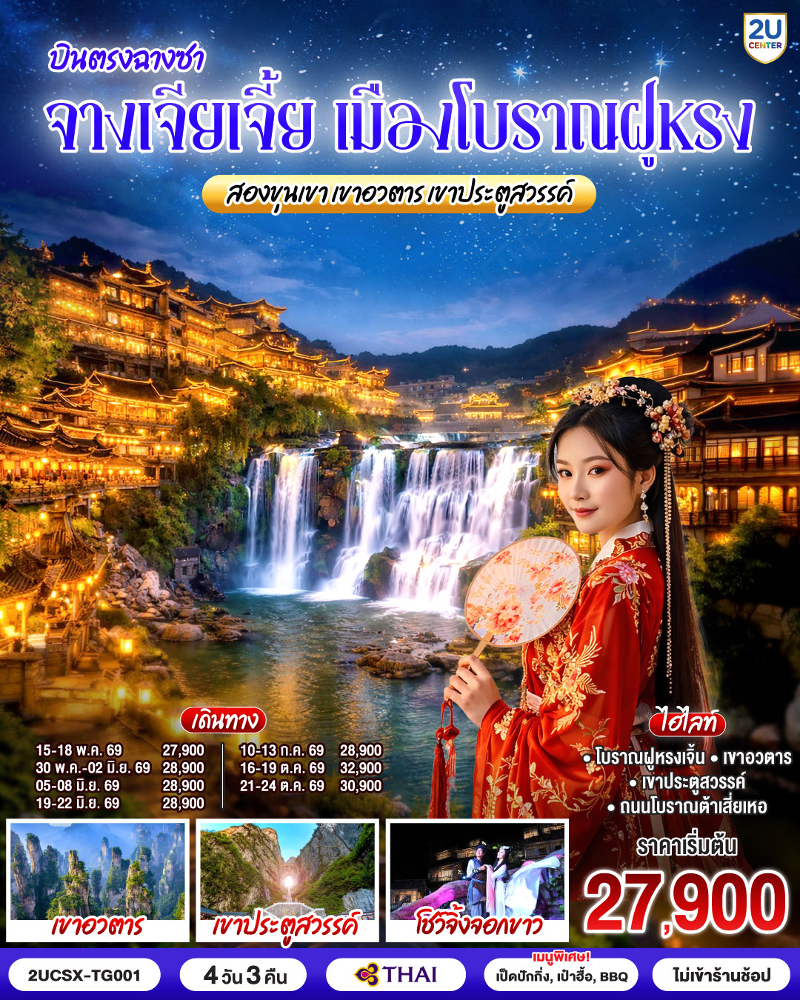 2U
CENTER
บินตรงฉางซา
จางเจียเจี้ย เมืองโบราณฝูหรง
สองขุนเขา เขาอวตาร เขาประตูสวรรค์
เดินทาง
15-18 พ.ค. 69 27,900
30 พ.ค.-02 มิ.ย. 69 28,900
05-08 มิ.ย. 69 28,900
19-22 มิ.ย. 69 28,900
10-13 ก.ค. 69 28,900
16-19 ต.ค. 69 32,900
21-24 ต.ค. 69 30,900
ไฮไลท์
• โบราณฝูหรงเจิ้น • เขาอวตาร
• เขาประตูสวรรค์
• ถนนโบราณต้าเสี่ยเหอ
ราคาเริ่มต้น
27,900
เขาอวตาร
เขาประตูสวรรค์
โชว์จิ้งจอกขาว
2UCSX-TG001
4 วัน 3 คืน
THAI
เมนูพิเศษ!
เป็ดปักกิ่ง, เป๋าฮื้อ, BBQ
ไม่เข้าร้านช้อป